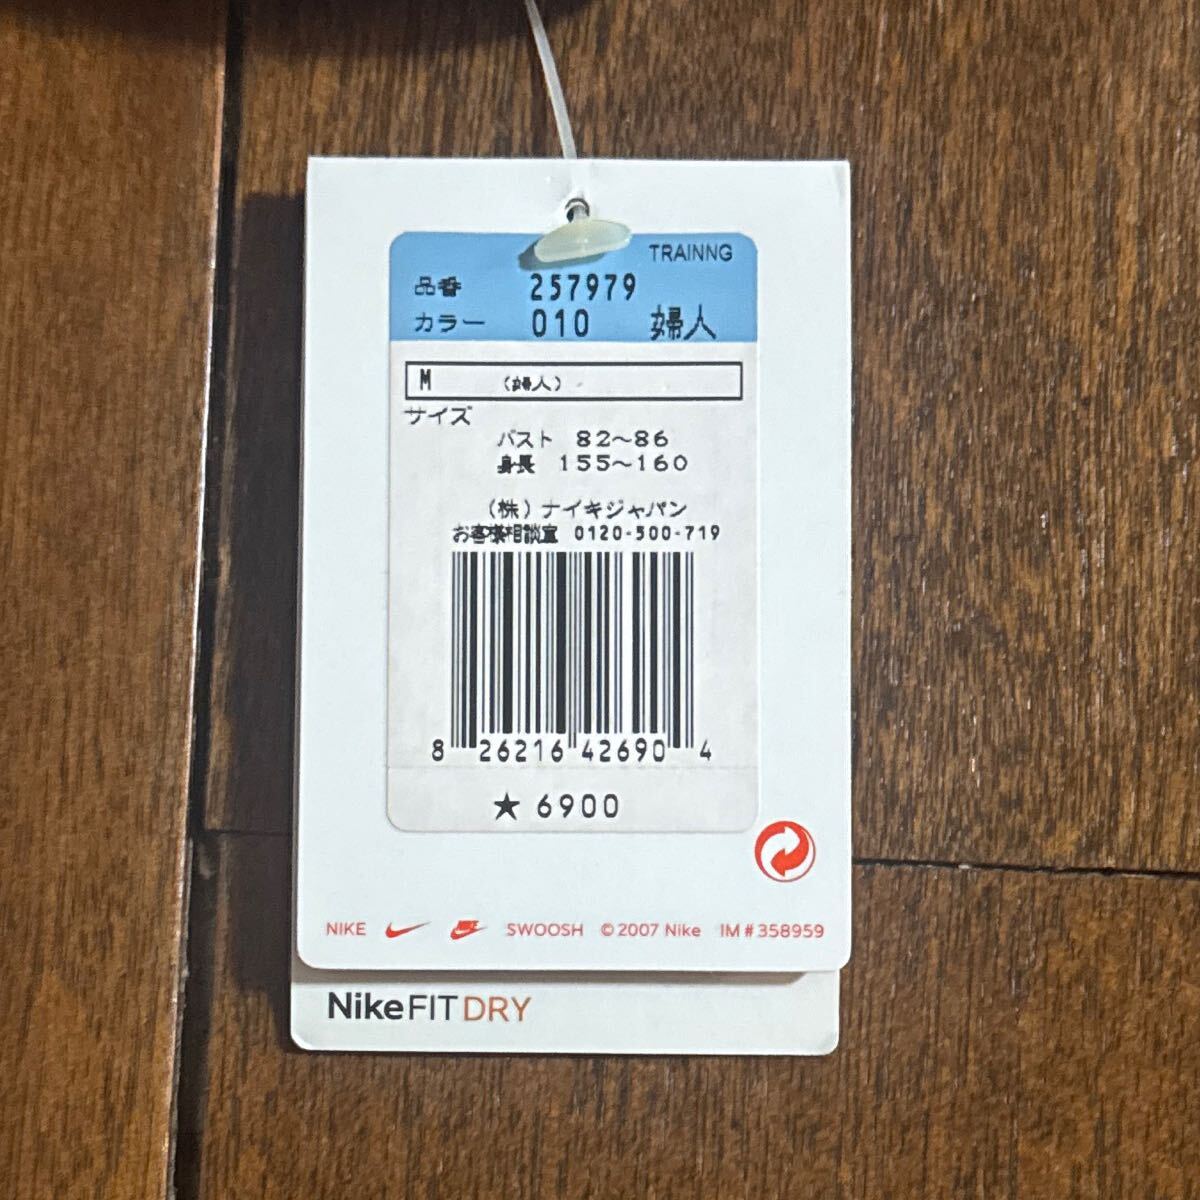 TRAINNG
品番 257979
カラー 010 婦人
M (婦人)
サイズ
バスト 82～86
身長 155～160
(株)ナイキジャパン
お客様相談室 0120-500-719
8 26216 42690 4
★ 6900
NIKE SWOOSH © 2007 Nike IM # 358959
NikeFIT DRY